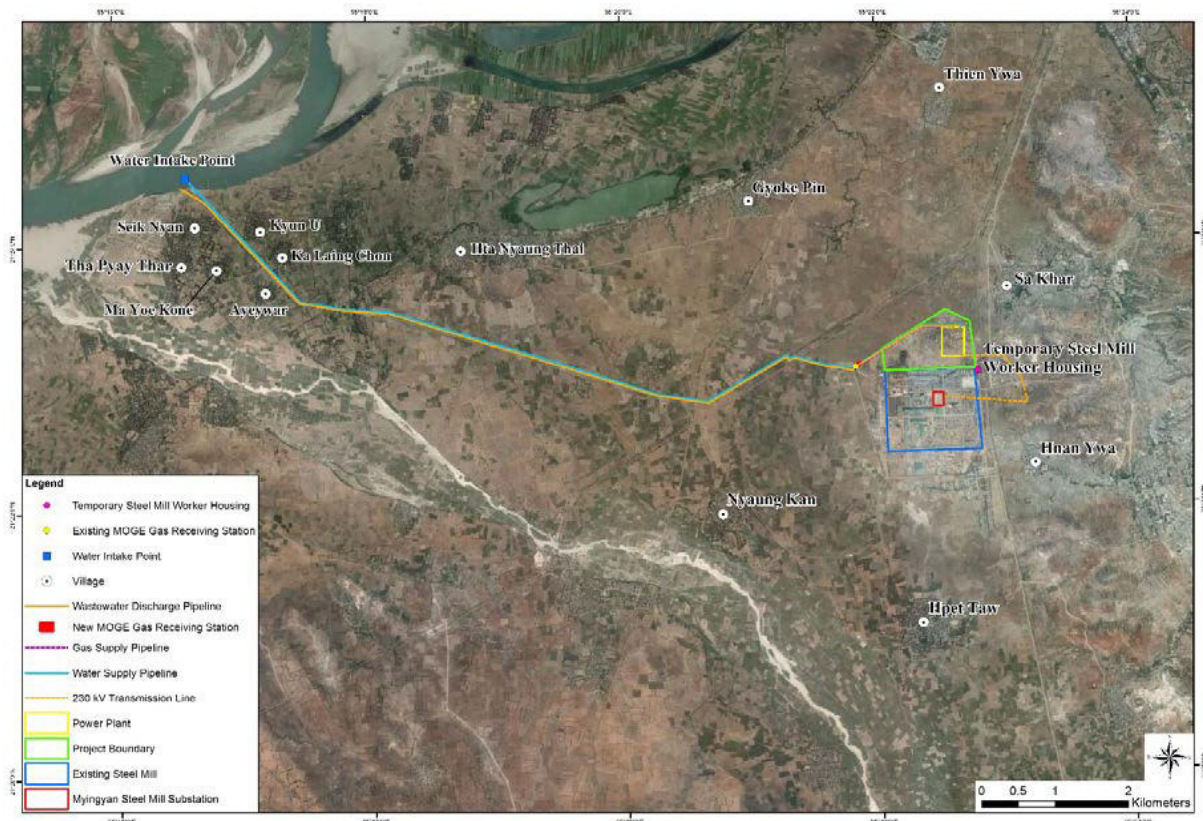 Thien Ywa
Water Intake Point
Gyoke Pin
Seik Nyan
Kyun U
Hta Nyaung Thai
Ka Laing Chon
Tha Pyay Thar
Sa Khar
Ma Yoe Kone
Ayeywar
Temporary Steel Mill
Worker Housing
Hnan Ywa
Legend
Nyaung Kan
Temporary Steel Mill Worker Housing
Existing MOGE Gas Receiving Station
Water Intake Point
Village
Wastewater Discharge Pipeline
New MOGE Gas Receiving Station
Hpet Taw
Gas Supply Pipeline
Water Supply Pipeline
230 kV Transmission Line
Power Plant
Project Boundary
Existing Steel Mill
Myingyan Steel Mill Substation
0 0.5 1 2
Kilometers